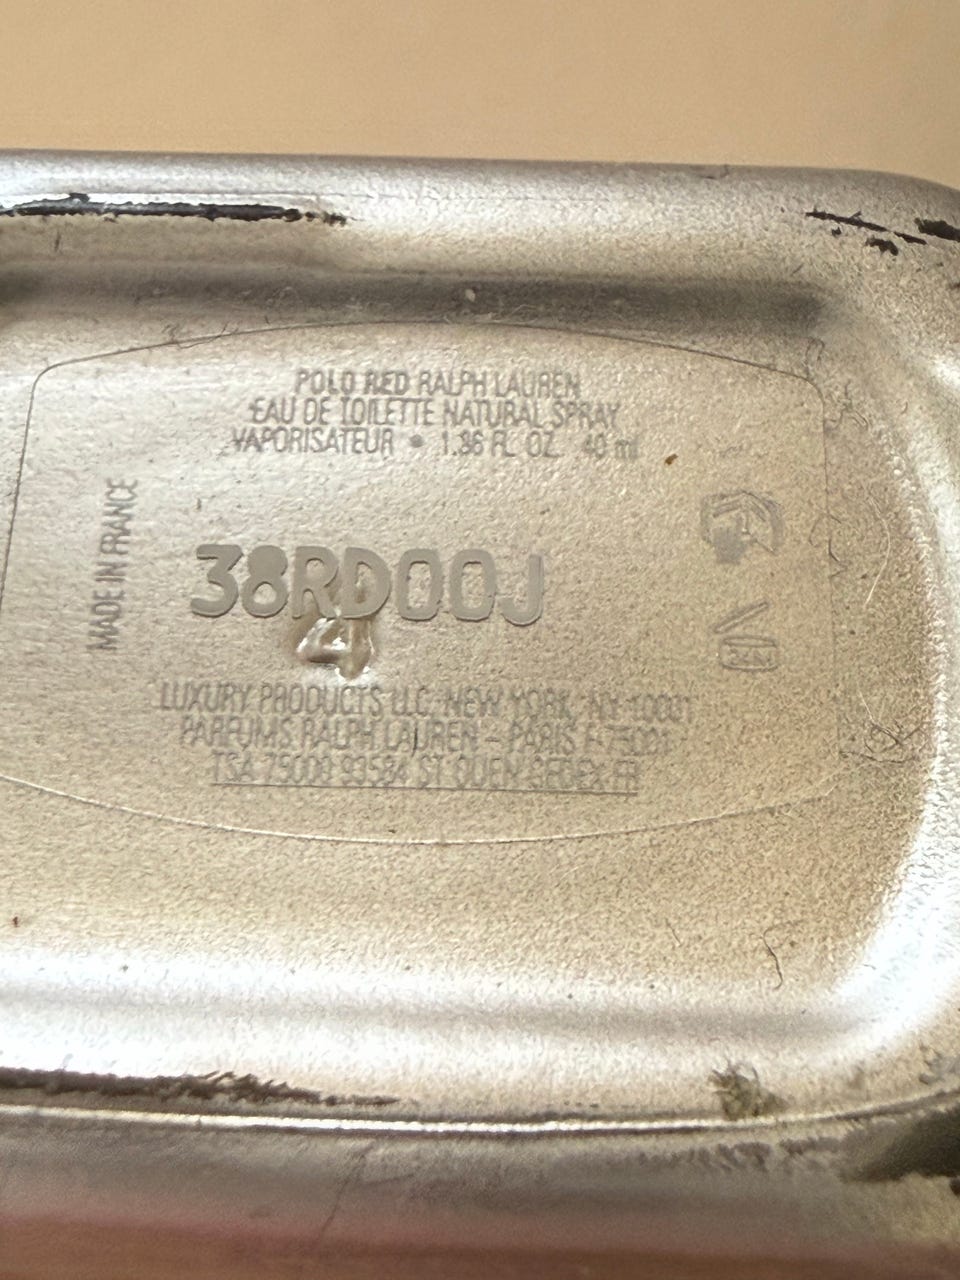 POLO RED RALPH LAUREN
EAU DE TOILETTE NATURAL SPRAY
VAPORISATEUR • 1.36 FL. OZ. 40 ml
MADE IN FRANCE
38RD00J
4
LUXURY PRODUCTS LLC, NEW YORK, NY 10001
PARFUMS RALPH LAUREN - PARIS F-75001
TSA 75000 93584 ST OUEN CEDEX FR